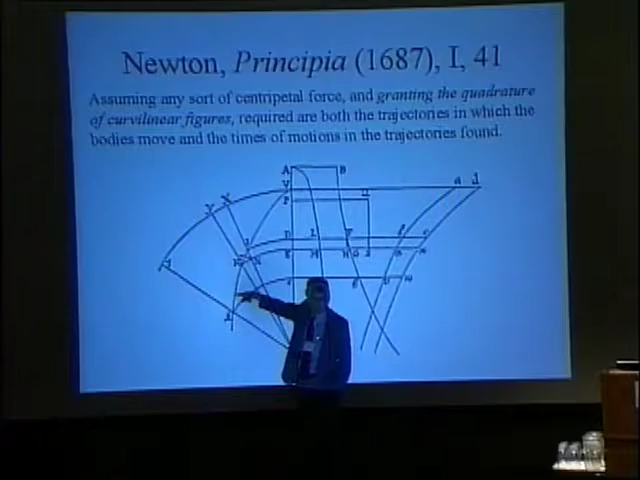 Newton, Principia (1687), I, 41
Assuming any sort of centripetal force, and granting the quadrature
of curvilinear figures, required are both the trajectories in which the
bodies move and the times of motions in the trajectories found.
A B
V a d
P
Y X
D L F